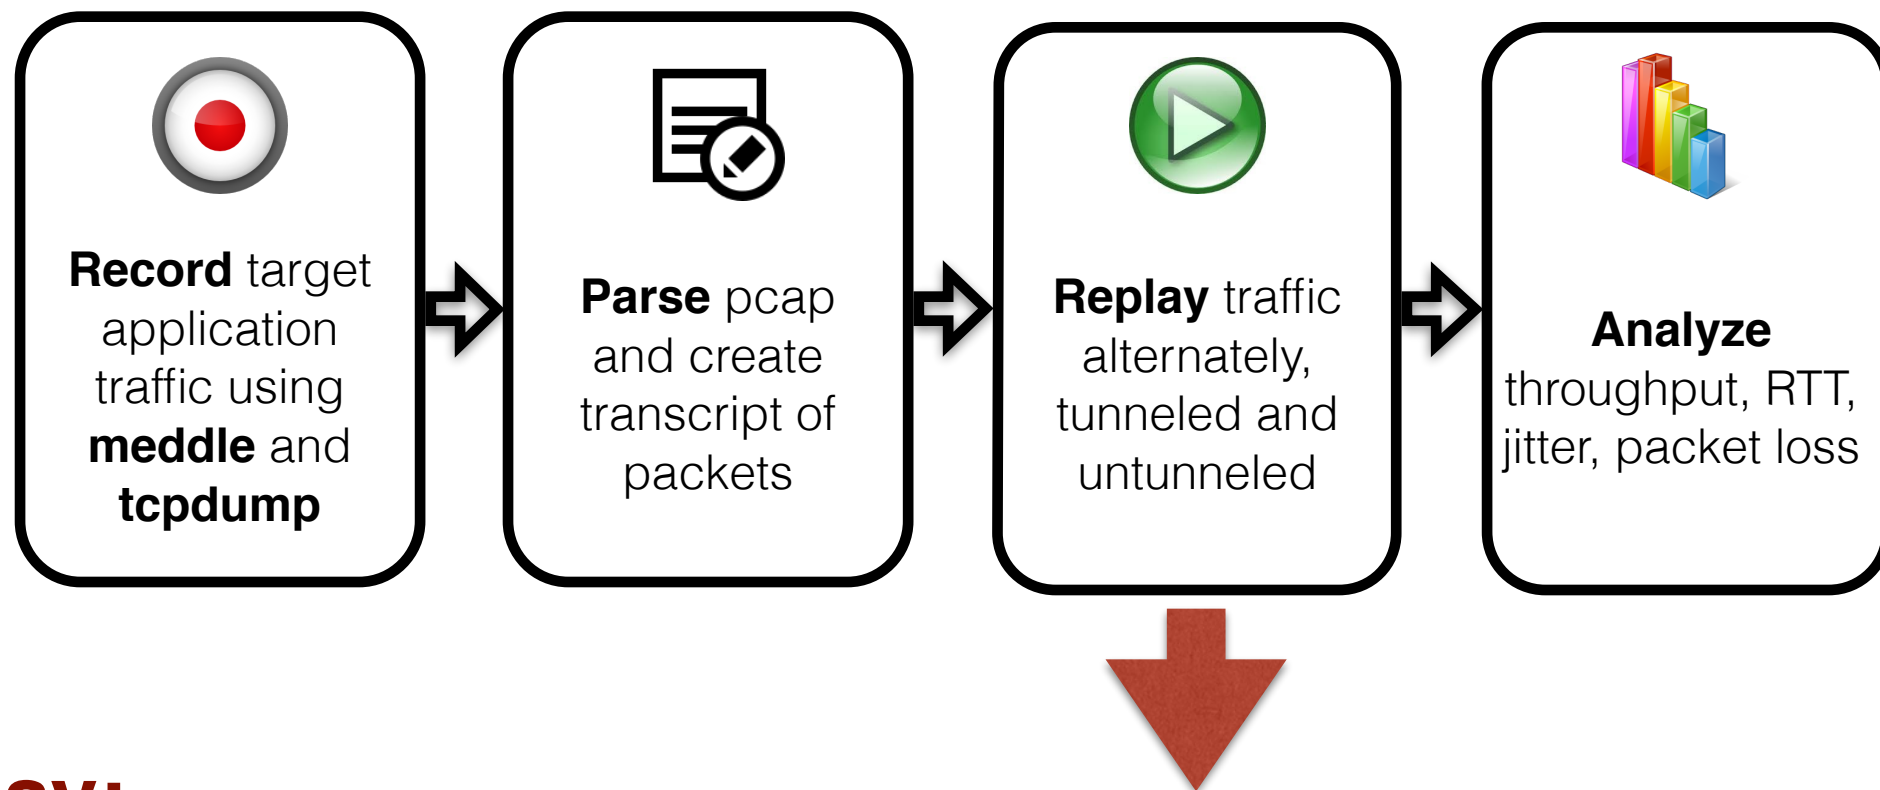 Record target
application
traffic using
meddle and
tcpdump
Parse pcap
and create
transcript of
packets
Replay traffic
alternately,
tunneled and
untunneled
Analyze
throughput, RTT,
jitter, packet loss